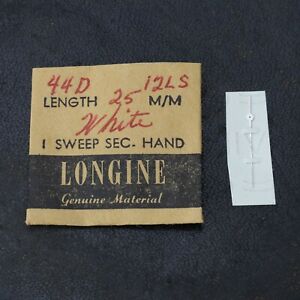 44D 12LS
LENGTH 25 M/M
White
1 SWEEP SEC. HAND
LONGINE
Genuine Material